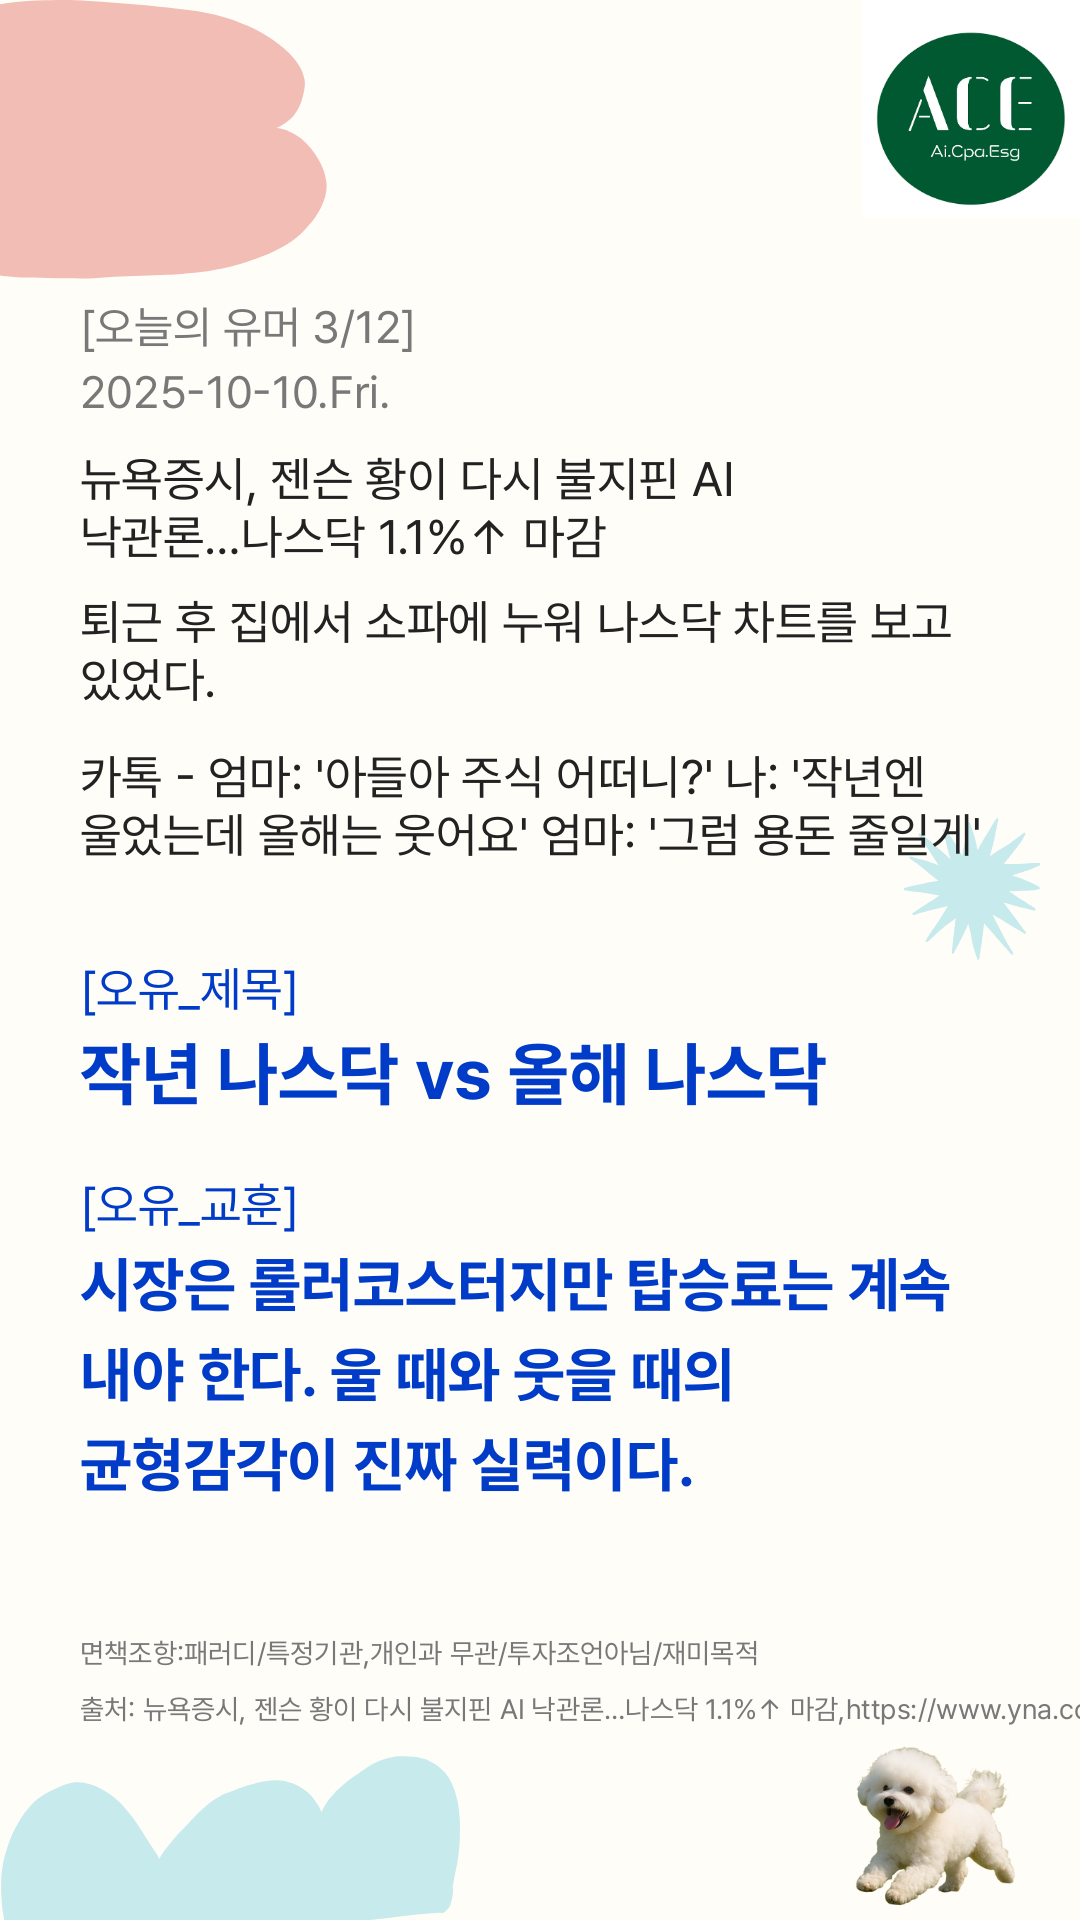 ACE
Ai.Cpa.Esg
[오늘의 유머 3/12]
2025-10-10.Fri.
뉴욕증시, 젠슨 황이 다시 불지핀 AI
낙관론...나스닥 1.1%↑ 마감
퇴근 후 집에서 소파에 누워 나스닥 차트를 보고
있었다.
카톡 - 엄마: '아들아 주식 어떠니?' 나: '작년엔
울었는데 올해는 웃어요' 엄마: '그럼 용돈 줄일게'
[오유_제목]
작년 나스닥 vs 올해 나스닥
[오유_교훈]
시장은 롤러코스터지만 탑승료는 계속
내야 한다. 울 때와 웃을 때의
균형감각이 진짜 실력이다.
면책조항:패러디/특정기관,개인과 무관/투자조언아님/재미목적
출처: 뉴욕증시, 젠슨 황이 다시 불지핀 AI 낙관론...나스닥 1.1%↑ 마감,https://www.yna.co